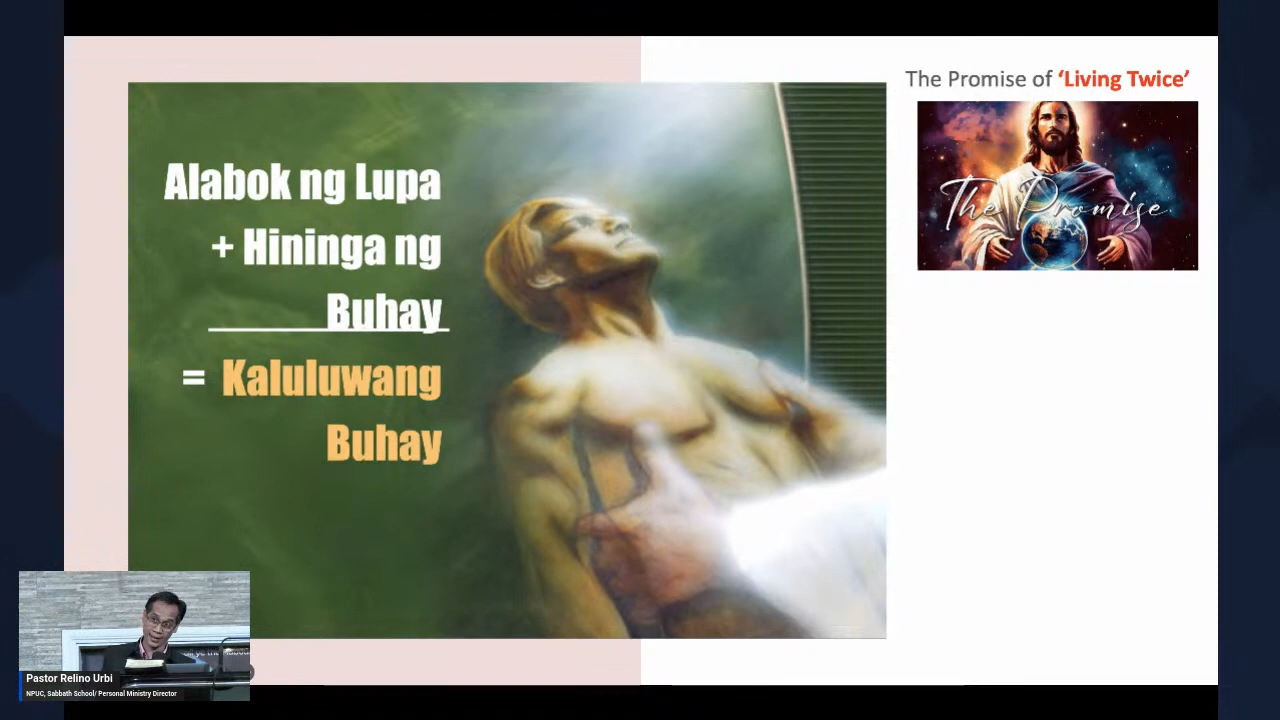 The Promise of ‘Living Twice’
The Promise
Alabok ng Lupa
+ Hininga ng
Buhay
= Kaluluwang
Buhay
Pastor Relino Urbi
NPUC, Sabbath School/ Personal Ministry Director